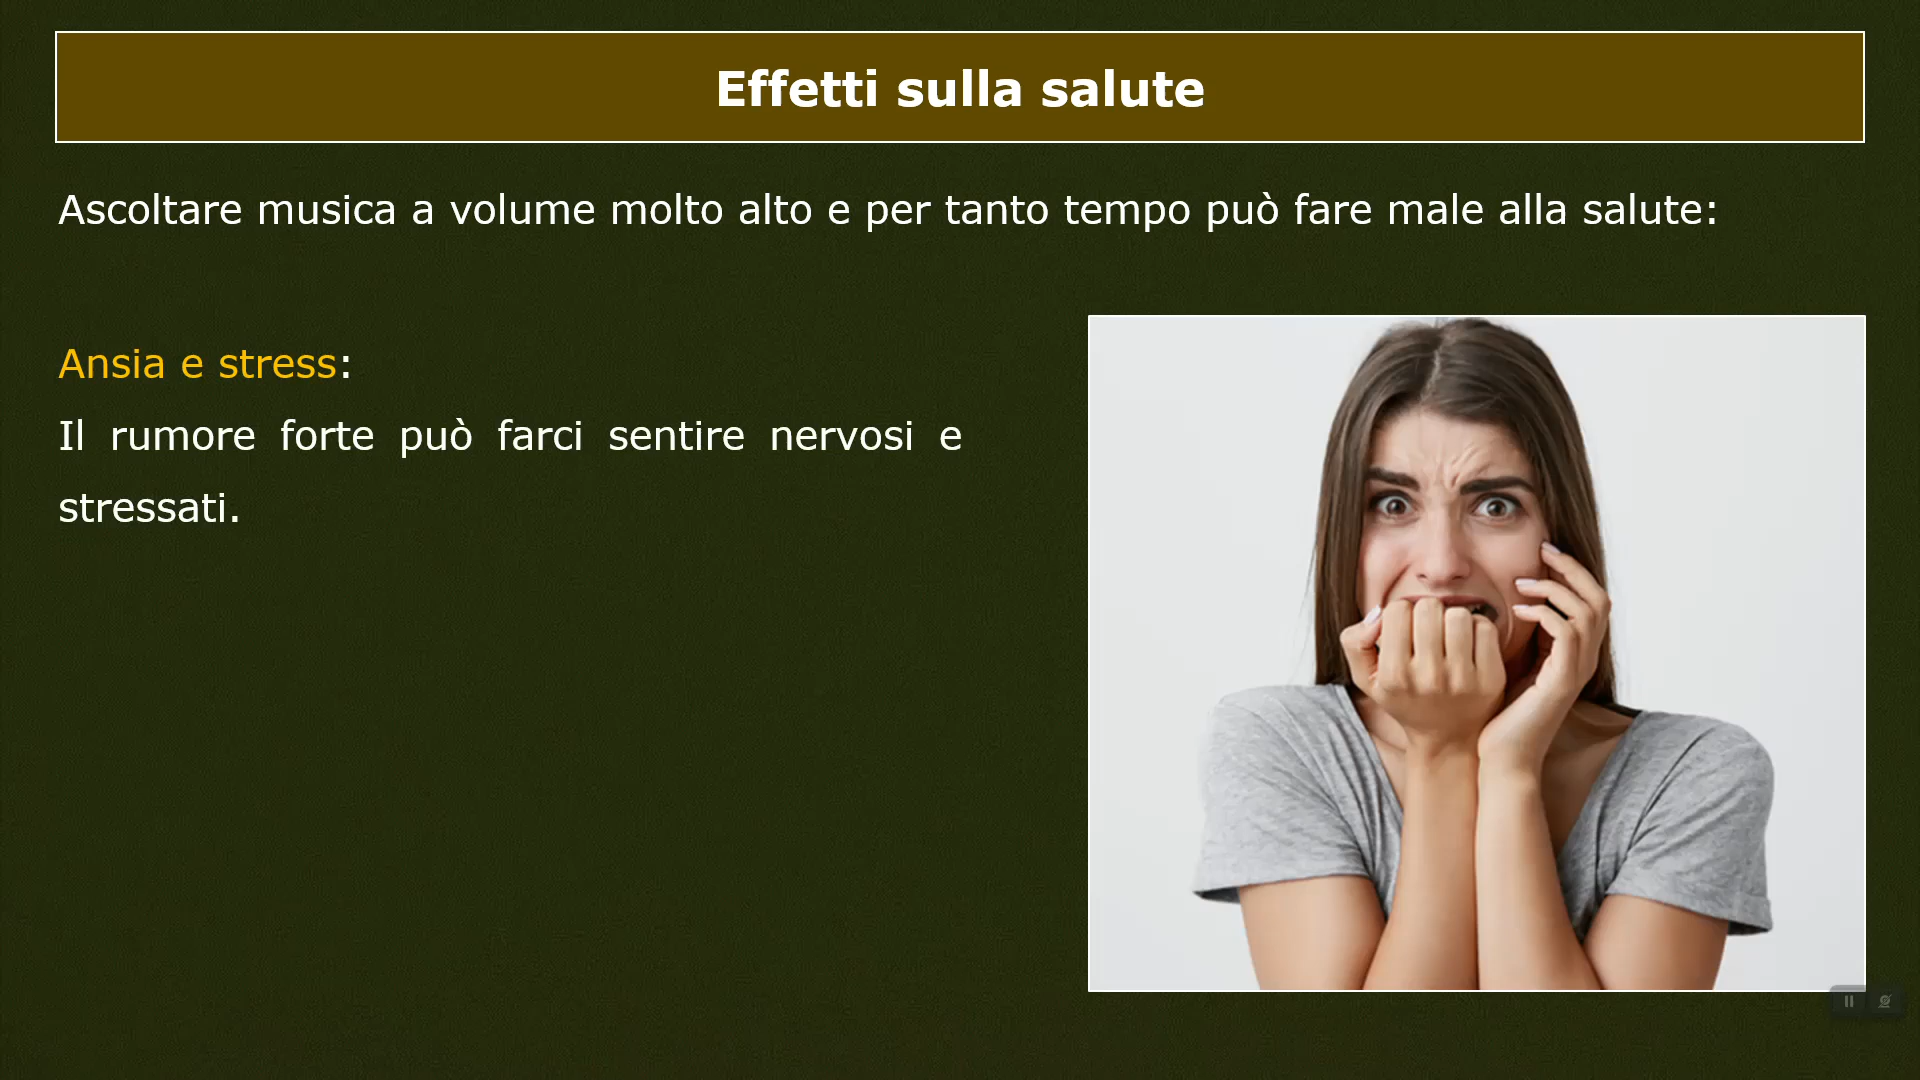 Effetti sulla salute
Ascoltare musica a volume molto alto e per tanto tempo può fare male alla salute:
Ansia e stress:
Il rumore forte può farci sentire nervosi e
stressati.